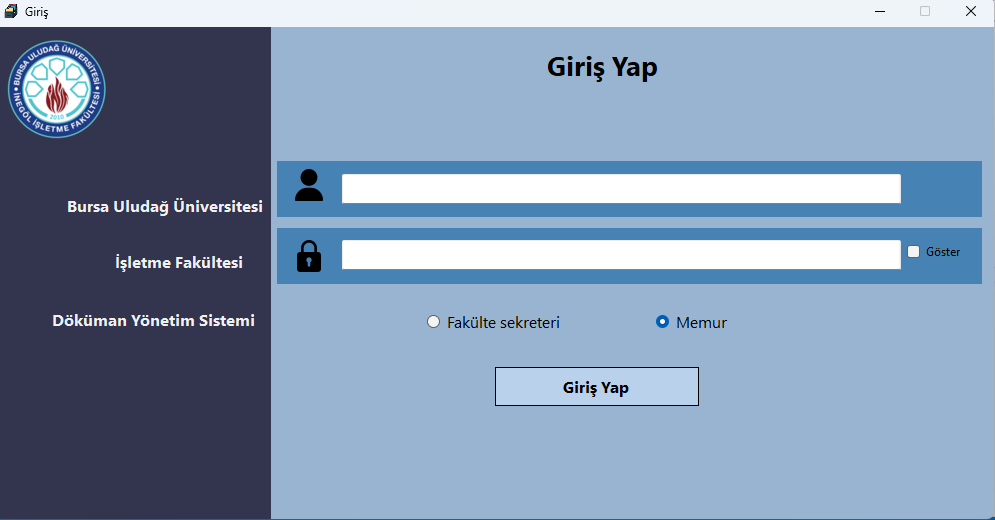 Giriş
BURSA ULUDAĞ ÜNİVERSİTESİ
İNEGÖL İŞLETME FAKÜLTESİ
2010
Bursa Uludağ Üniversitesi
İşletme Fakültesi
Döküman Yönetim Sistemi
Giriş Yap
Göster
Fakülte sekreteri
Memur
Giriş Yap